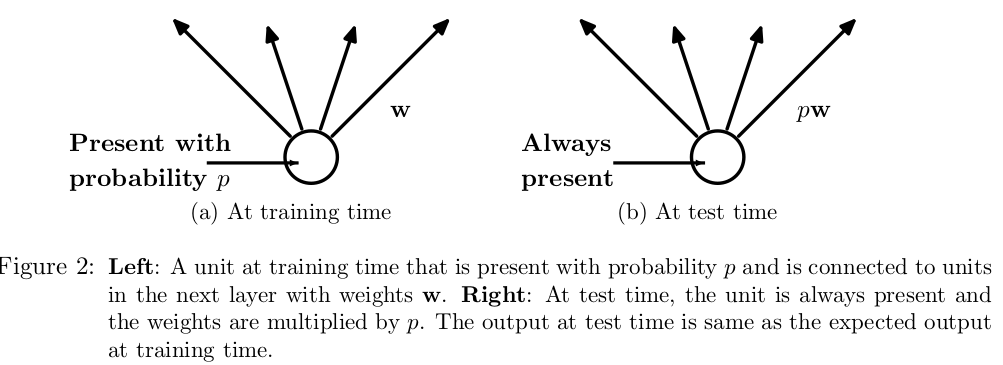 w
Present with
probability p
(a) At training time
pw
Always
present
(b) At test time
Figure 2: Left: A unit at training time that is present with probability p and is connected to units
in the next layer with weights w. Right: At test time, the unit is always present and
the weights are multiplied by p. The output at test time is same as the expected output
at training time.